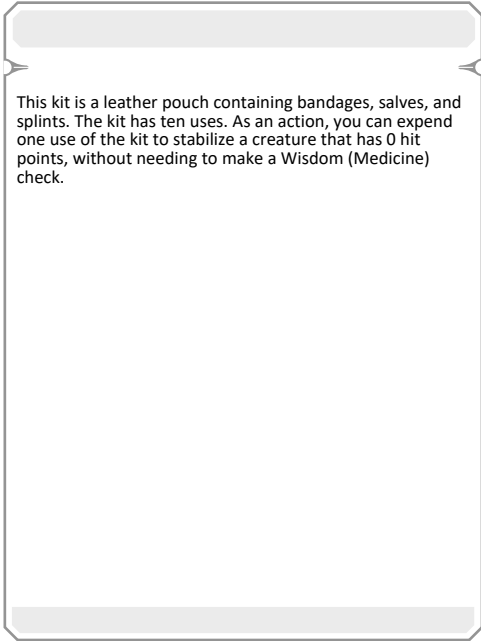 This kit is a leather pouch containing bandages, salves, and
splints. The kit has ten uses. As an action, you can expend
one use of the kit to stabilize a creature that has 0 hit
points, without needing to make a Wisdom (Medicine)
check.